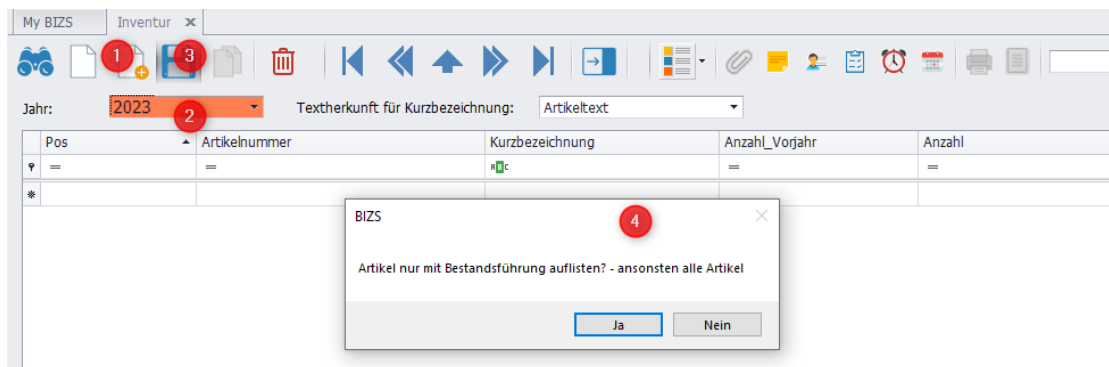 My BIZS Inventur
1 3
Jahr: 2023 2 Textherkunft für Kurzbezeichnung: Artikeltext
Pos Artikelnummer Kurzbezeichnung Anzahl_Vorjahr Anzahl
= = ABC = =
BIZS 4
Artikel nur mit Bestandsführung auflisten? - ansonsten alle Artikel
Ja Nein